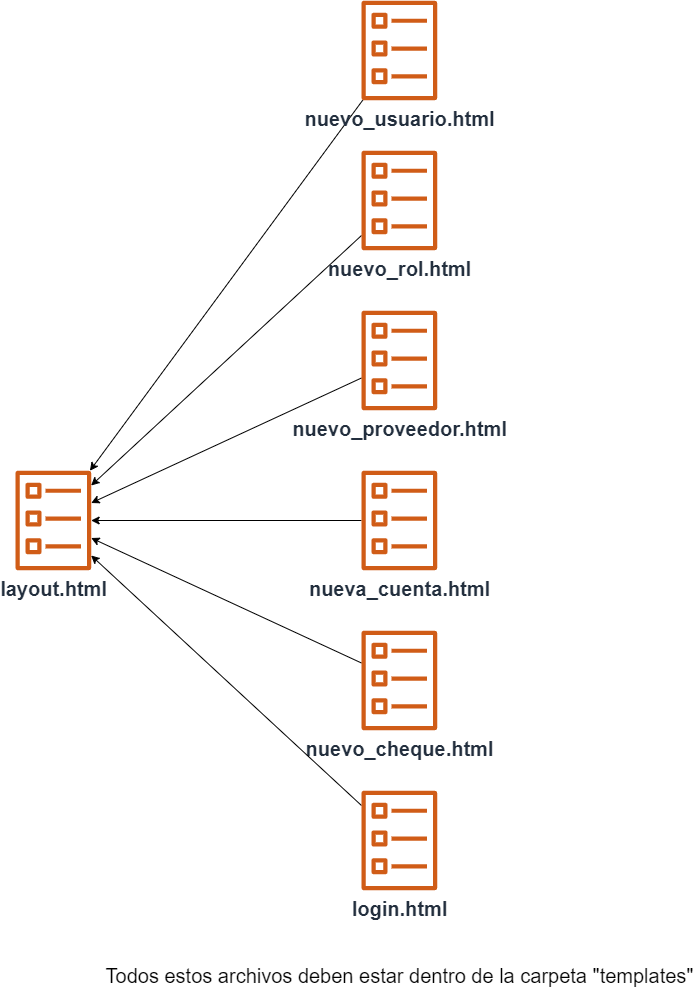 nuevo_usuario.html
nuevo_rol.html
nuevo_proveedor.html
layout.html
nueva_cuenta.html
nuevo_cheque.html
login.html
Todos estos archivos deben estar dentro de la carpeta "templates"